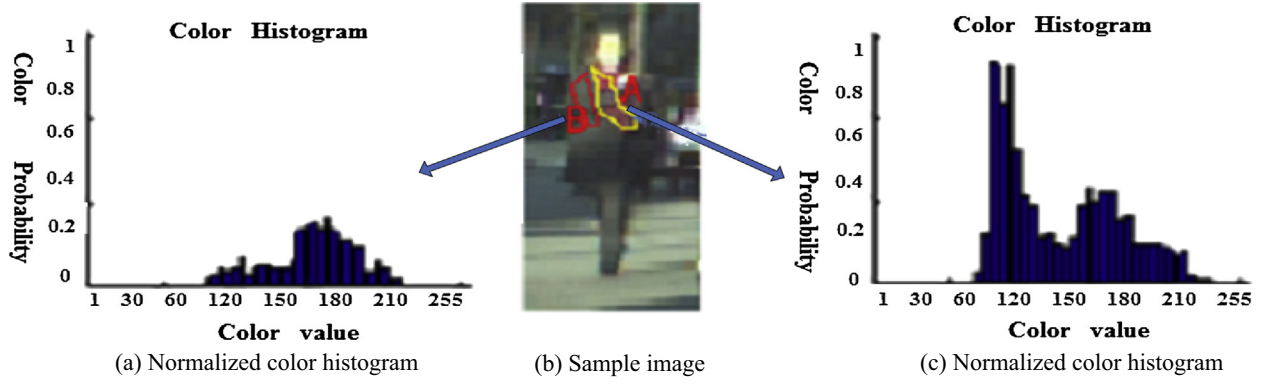 Color Histogram
1
0.8
0.6
0.4
0.2
0
Color Probability
1 30 60 120 150 180 210 255
Color value
(a) Normalized color histogram
A
B
(b) Sample image
Color Histogram
1
0.8
0.6
0.4
0.2
0
Color Probability
1 30 60 120 150 180 210 255
Color value
(c) Normalized color histogram